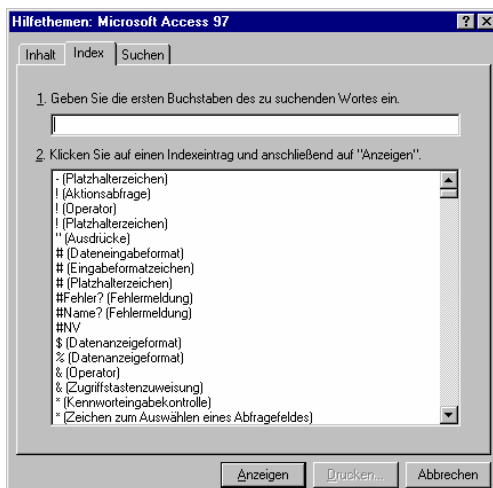 Hilfethemen: Microsoft Access 97
Inhalt Index Suchen
1. Geben Sie die ersten Buchstaben des zu suchenden Wortes ein.
2. Klicken Sie auf einen Indexeintrag und anschließend auf "Anzeigen".
- (Platzhalterzeichen)
! (Aktionsabfrage)
! (Operator)
! (Platzhalterzeichen)
" (Ausdrücke)
# (Dateneingabeformat)
# (Eingabeformatzeichen)
# (Platzhalterzeichen)
#Fehler? (Fehlermeldung)
#Name? (Fehlermeldung)
#NV
$ (Datenanzeigeformat)
% (Datenanzeigeformat)
& (Operator)
& (Zugriffstastenzuweisung)
* (Kennworteingabekontrolle)
* (Zeichen zum Auswählen eines Abfragefeldes)
Anzeigen Drucken... Abbrechen